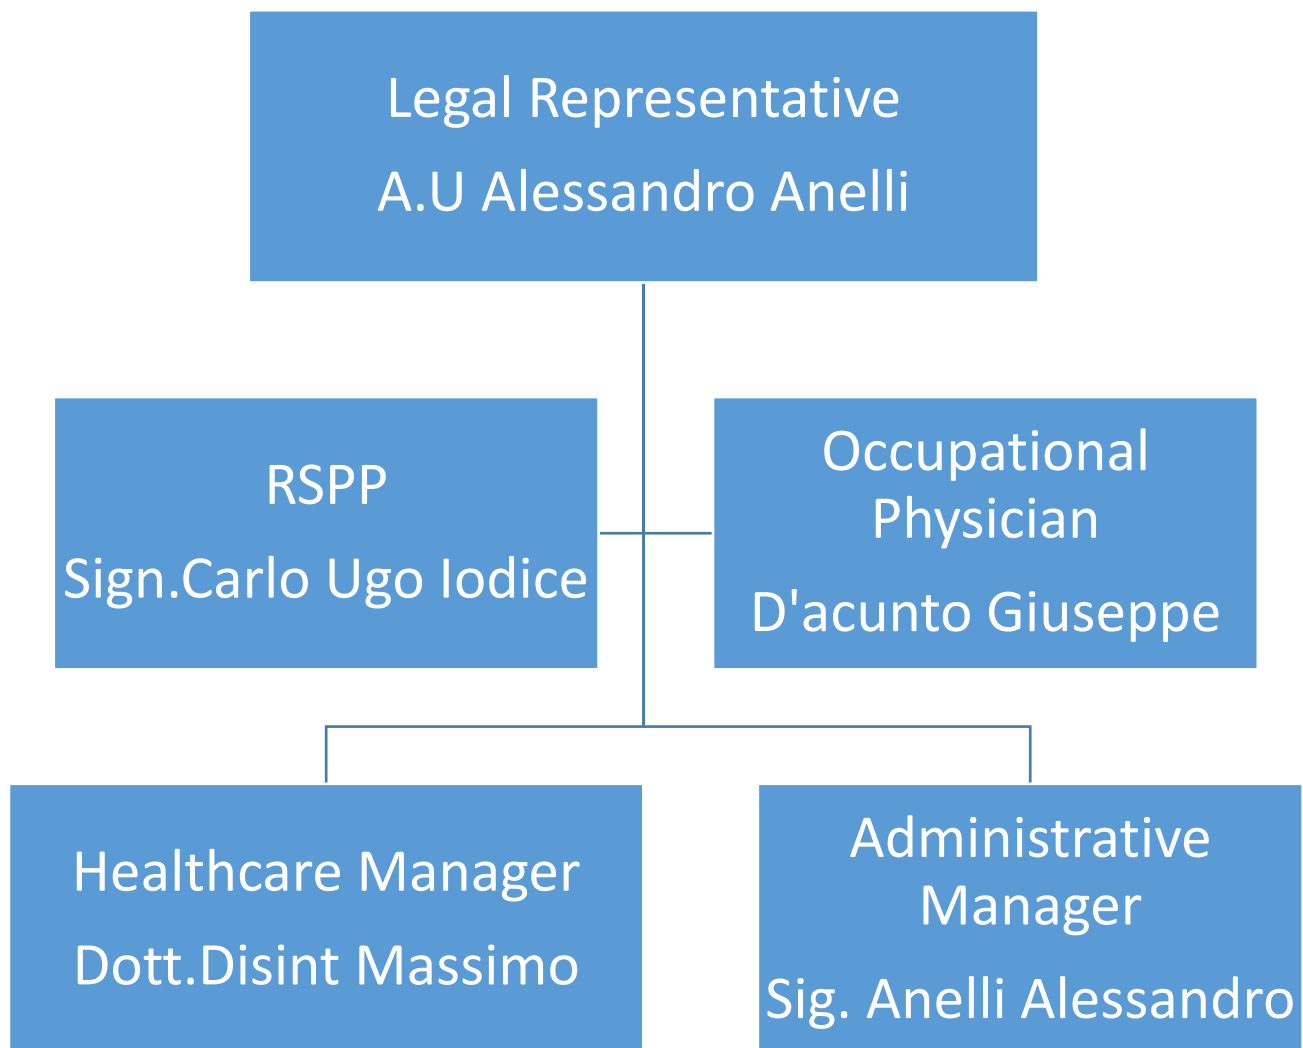 Legal Representative
A.U Alessandro Anelli
RSPP
Sign.Carlo Ugo Iodice
Occupational
Physician
D'acunto Giuseppe
Healthcare Manager
Dott.Disint Massimo
Administrative
Manager
Sig. Anelli Alessandro